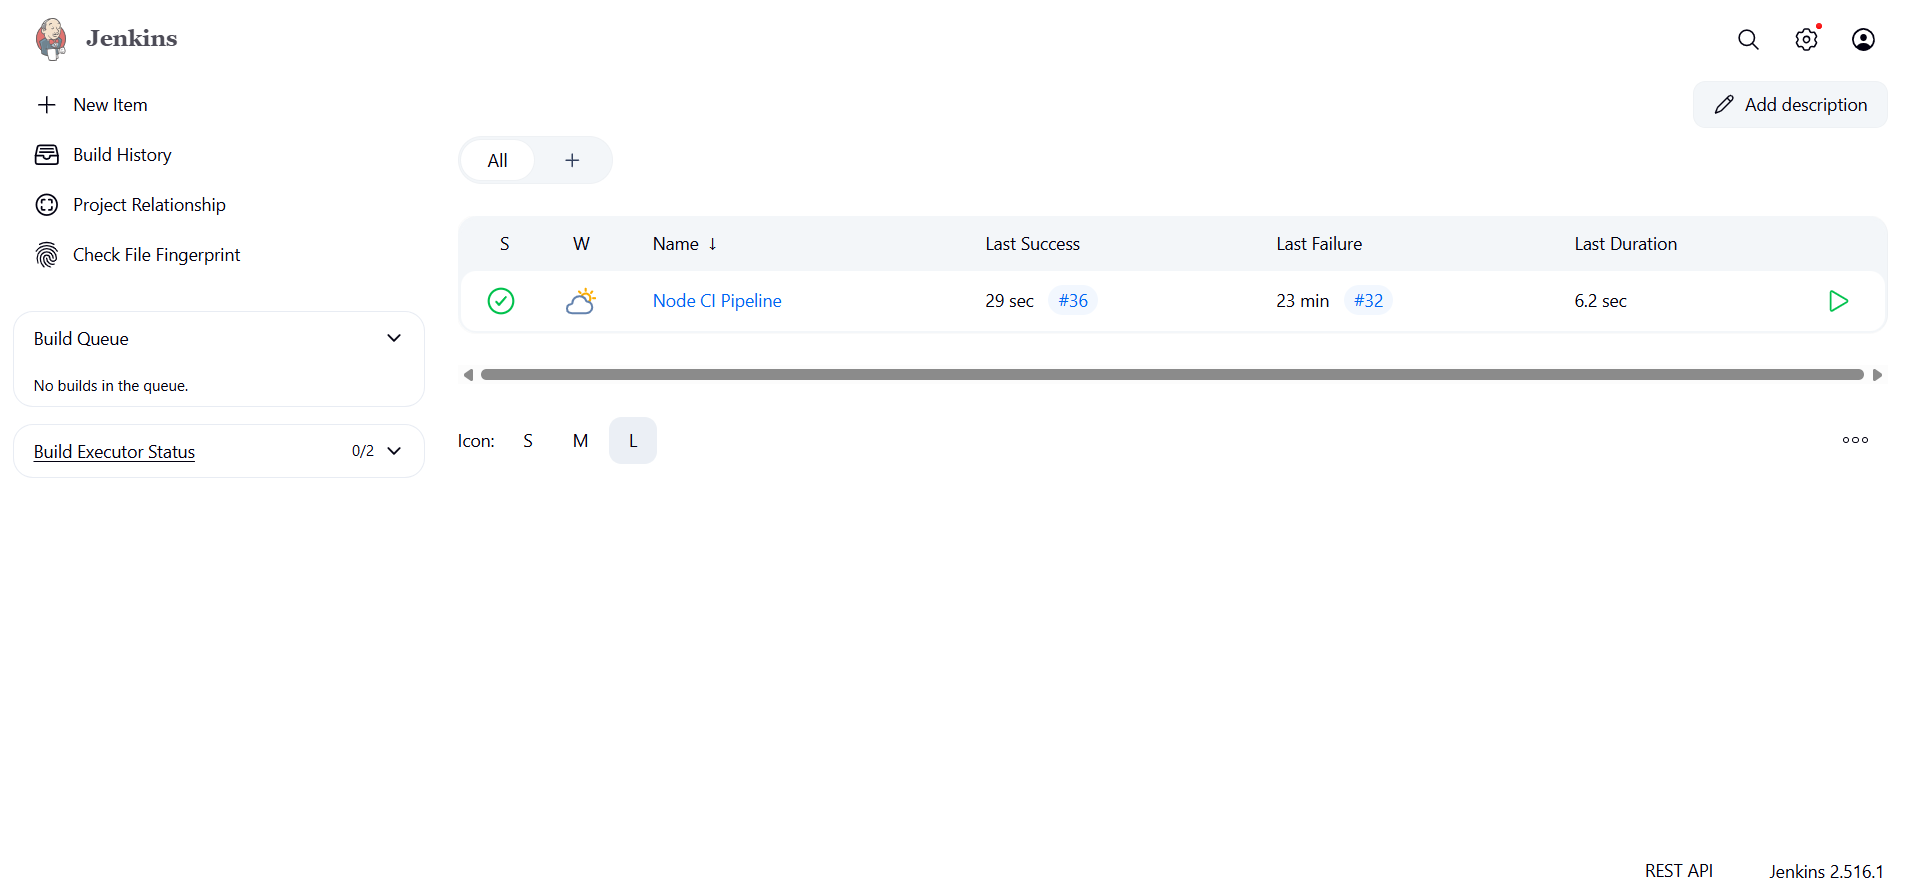 Jenkins
New Item
Build History
Project Relationship
Check File Fingerprint
Build Queue
No builds in the queue.
Build Executor Status 0/2
Add description
All +
S W Name ↓ Last Success Last Failure Last Duration
Node CI Pipeline 29 sec #36 23 min #32 6.2 sec
Icon: S M L
REST API Jenkins 2.516.1